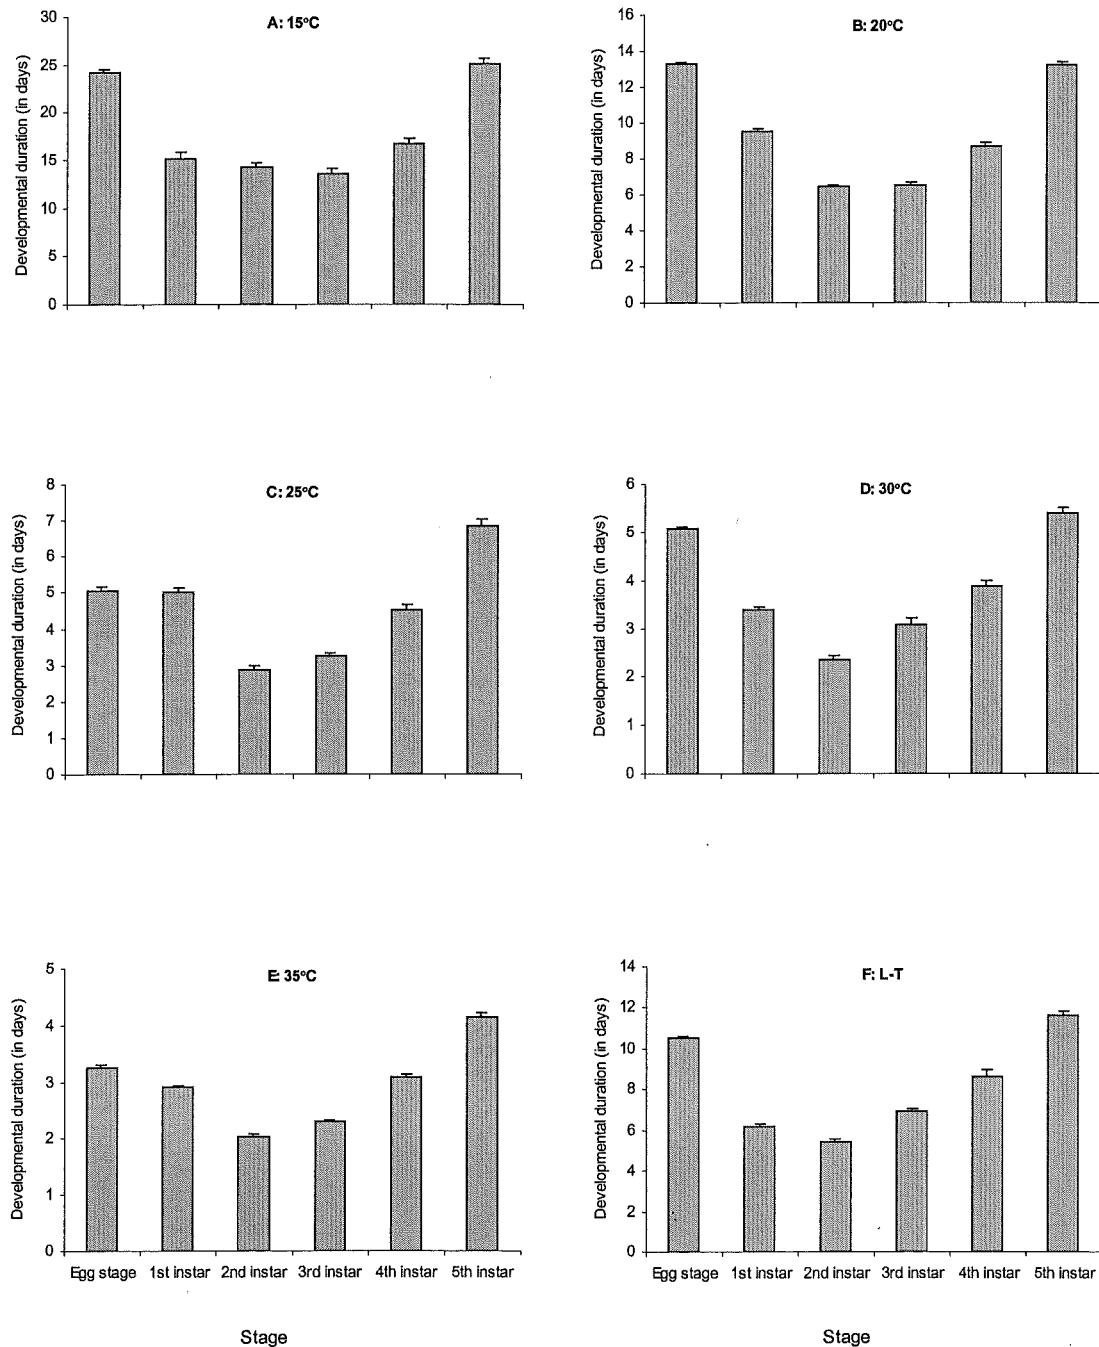 A: 15°C
Developmental duration (in days)
30
25
20
15
10
5
0
B: 20°C
Developmental duration (in days)
16
14
12
10
8
6
4
2
0
C: 25°C
Developmental duration (in days)
8
7
6
5
4
3
2
1
0
D: 30°C
Developmental duration (in days)
6
5
4
3
2
1
0
E: 35°C
Developmental duration (in days)
5
4
3
2
1
0
Egg stage 1st instar 2nd instar 3rd instar 4th instar 5th instar
Stage
F: L-T
Developmental duration (in days)
14
12
10
8
6
4
2
0
Egg stage 1st instar 2nd instar 3rd instar 4th instar 5th instar
Stage